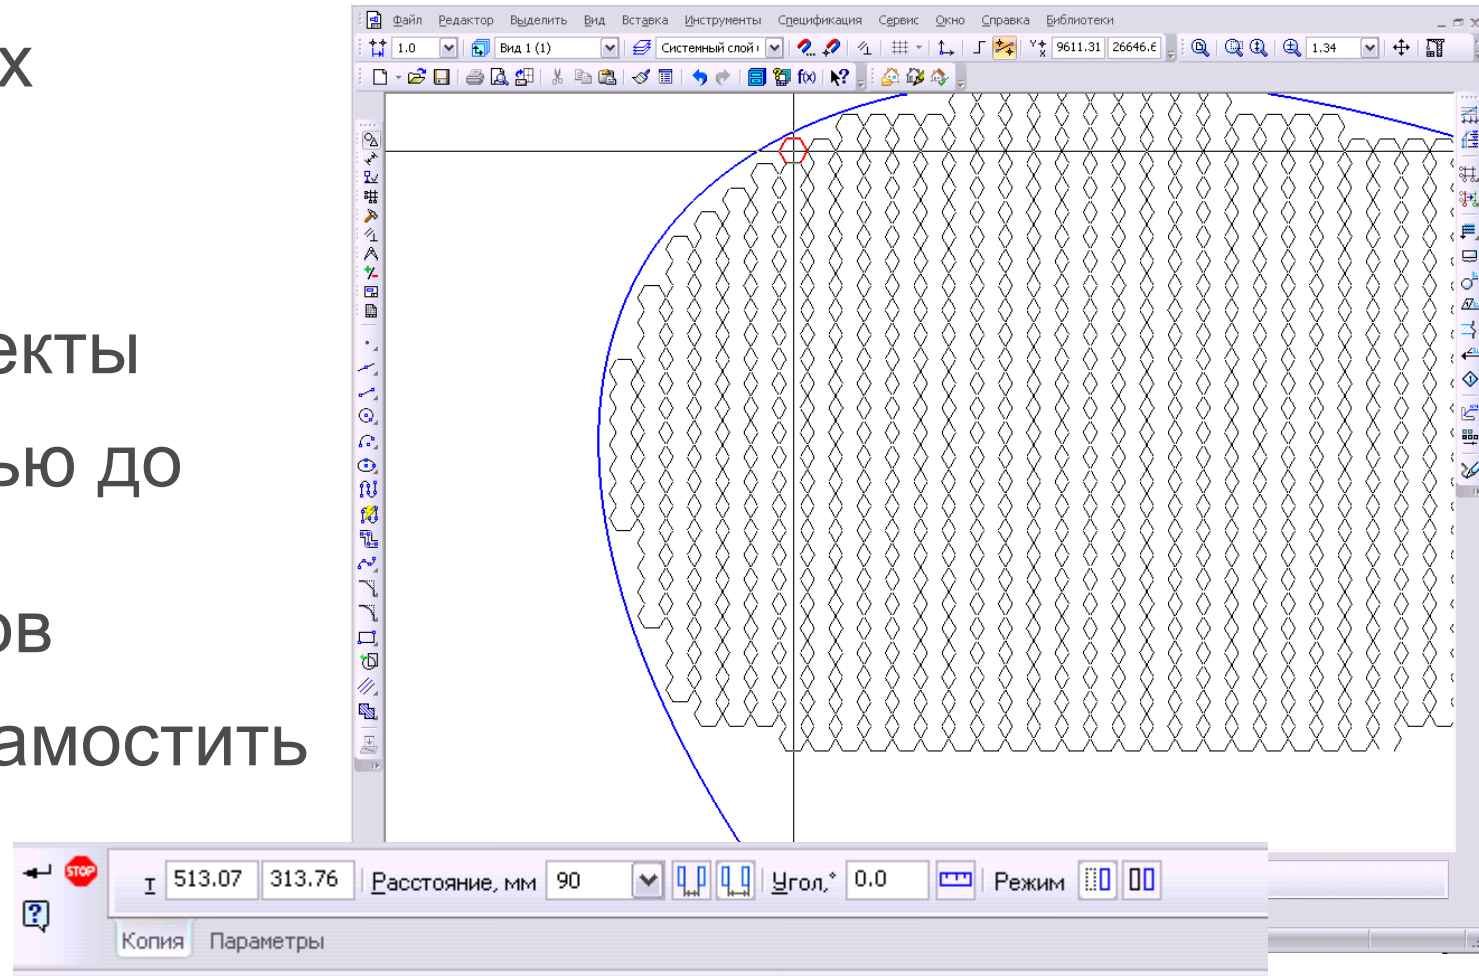 х
екты
ью до
ов
амостить
Файл Редактор Выделить Вид Вставка Инструменты Спецификация Сервис Окно Справка Библиотеки
1.0 Вид 1 (1) Системный слой 9611.31 26646.6 1.34
f(x)
STOP
т 513.07 313.76 Расстояние, мм 90 Угол,° 0.0 Режим
Копия Параметры